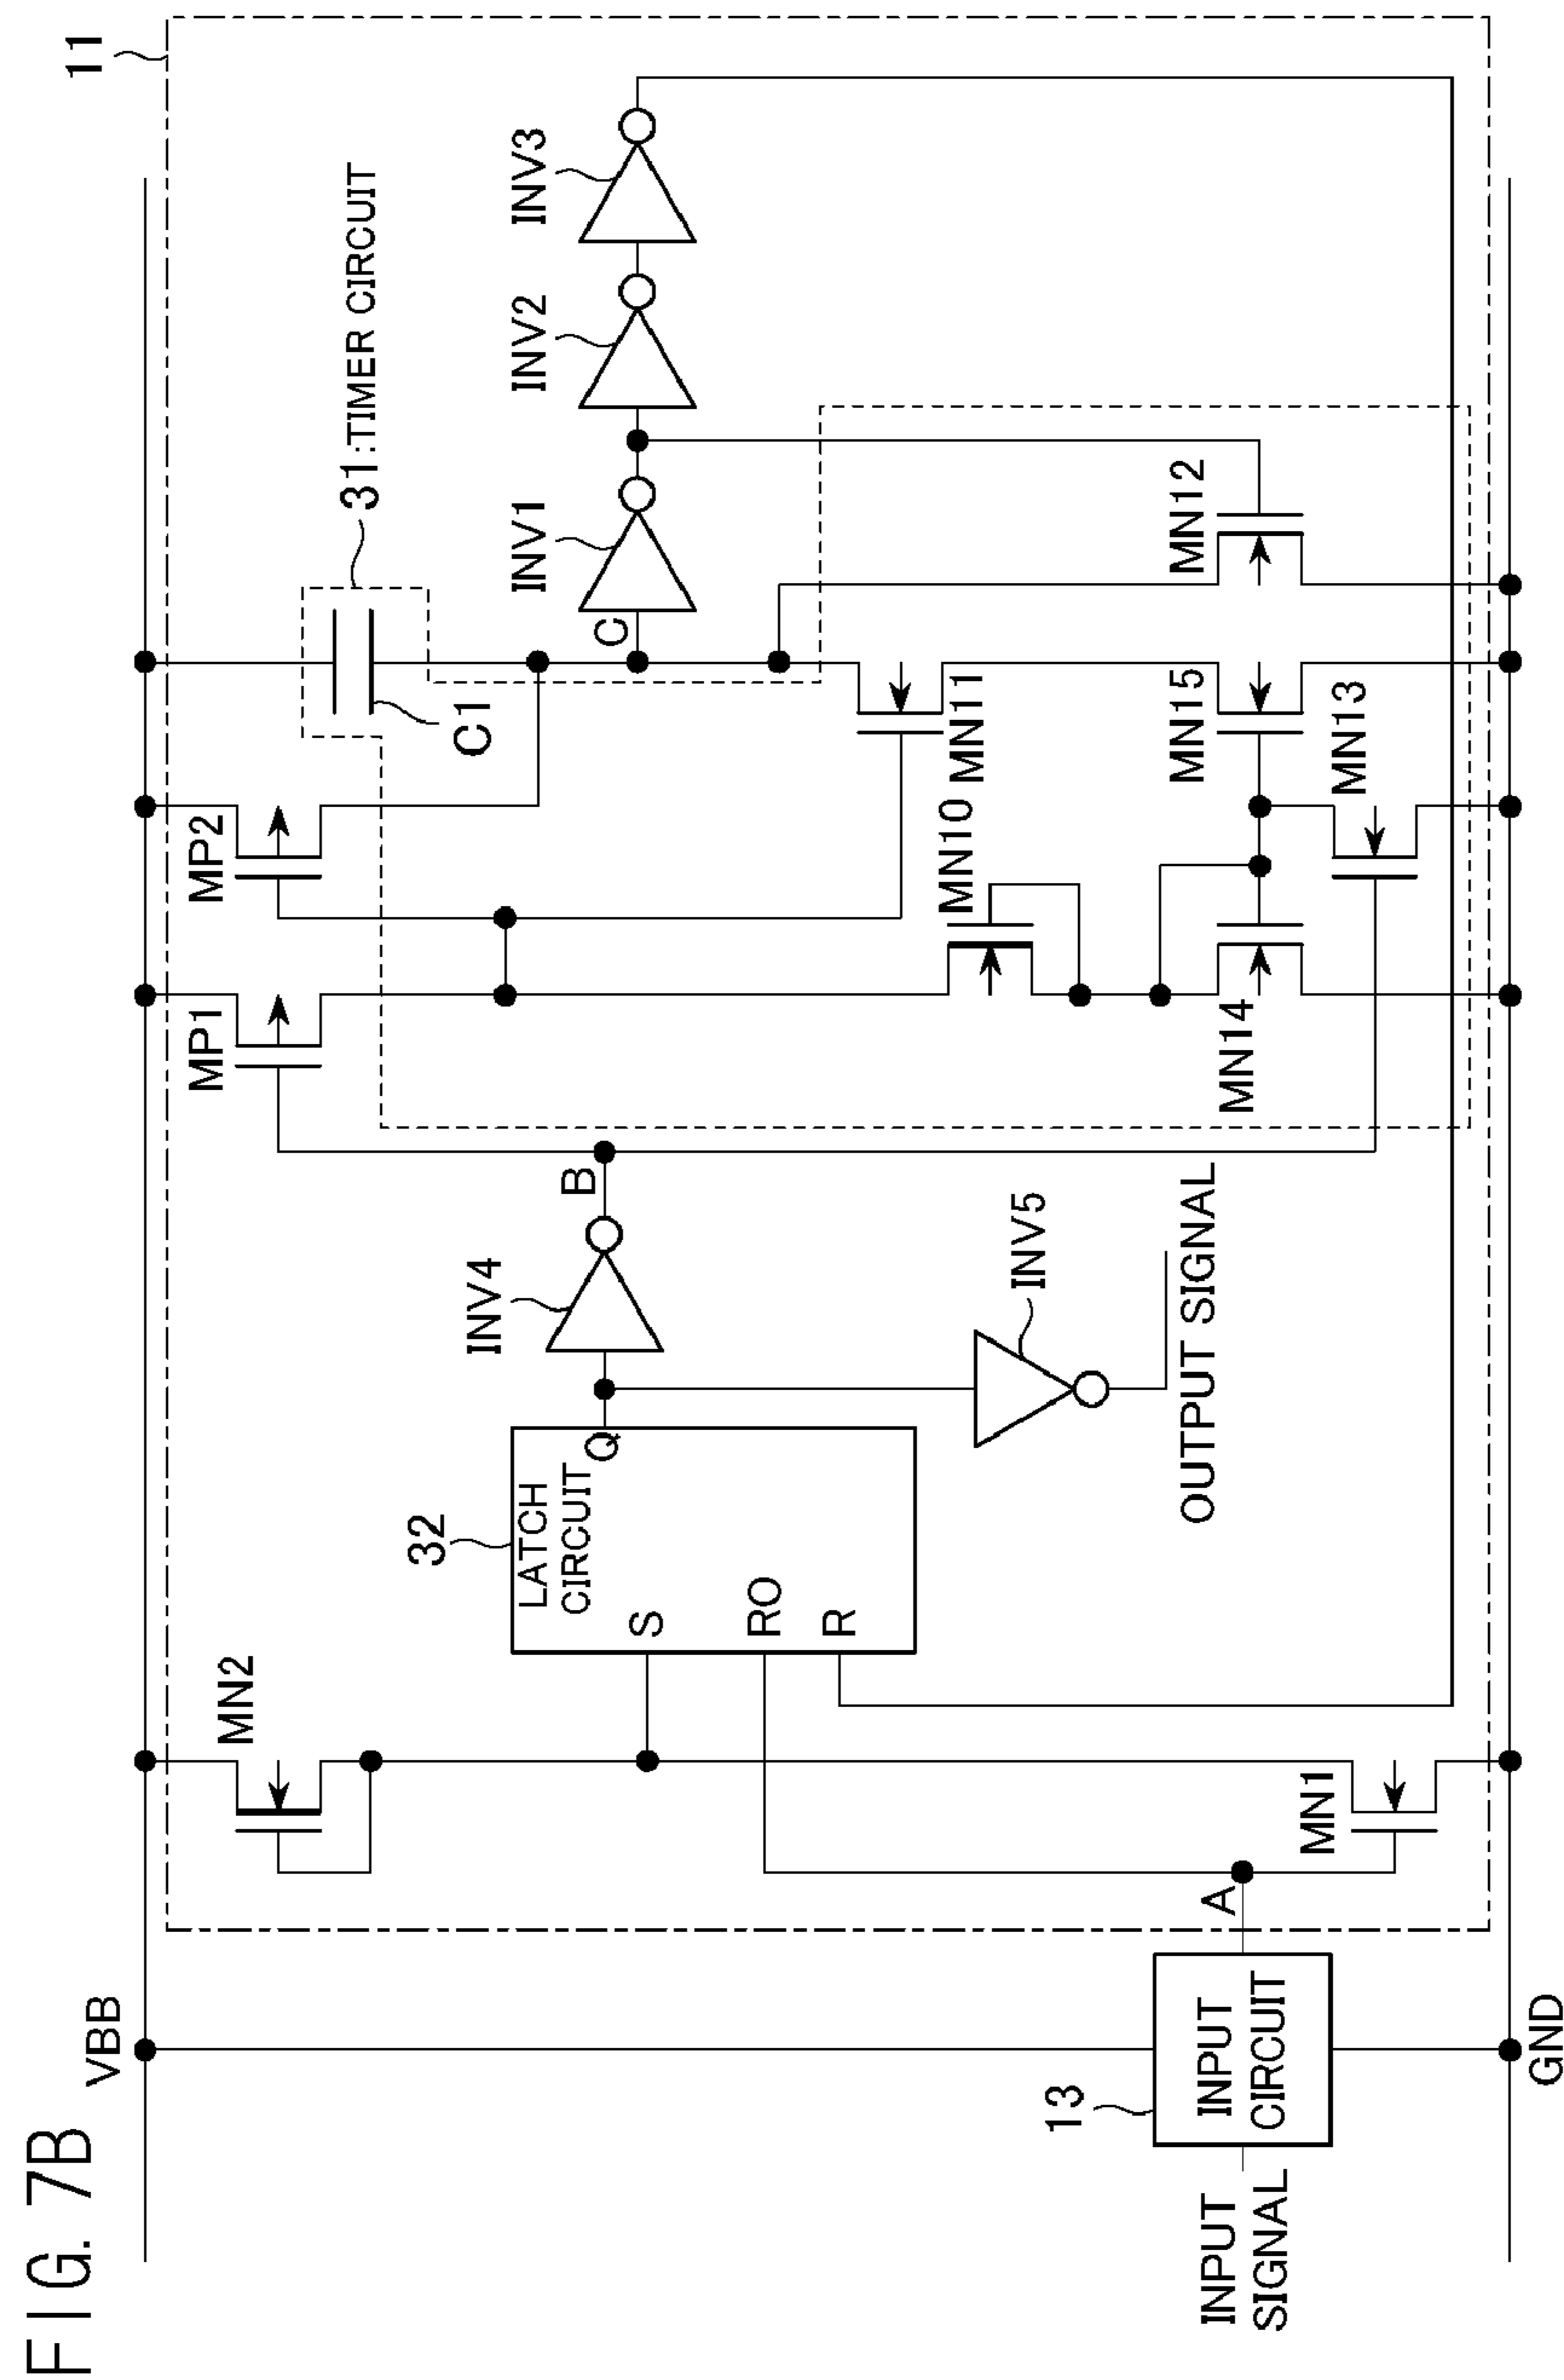 FIG. 7B
VBB
11
MN2
MP1
MP2
31:TIMER CIRCUIT
C1
32
LATCH
CIRCUIT
S
RO
R
Q
INV4
B
C
INV1
INV2
INV3
INV5
OUTPUT SIGNAL
MN10
MN11
MN12
MN14
MN15
MN13
MN1
A
13
INPUT
CIRCUIT
INPUT
SIGNAL
GND